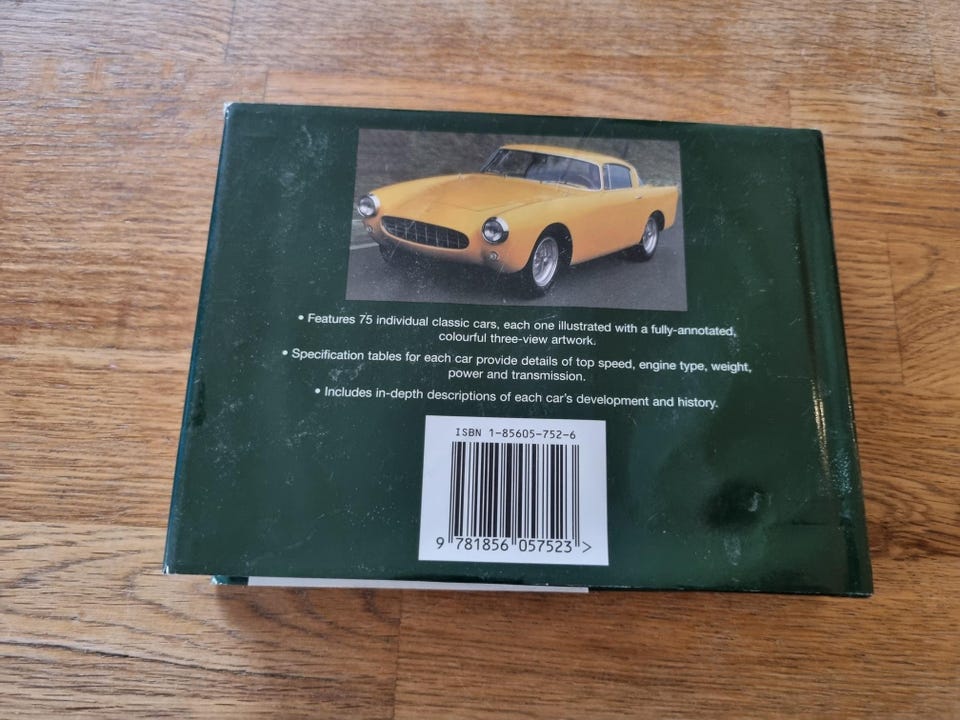 • Features 75 individual classic cars, each one illustrated with a fully-annotated,
colourful three-view artwork.
• Specification tables for each car provide details of top speed, engine type, weight,
power and transmission.
• Includes in-depth descriptions of each car's development and history.
ISBN 1-85605-752-6
9 781856 057523 >